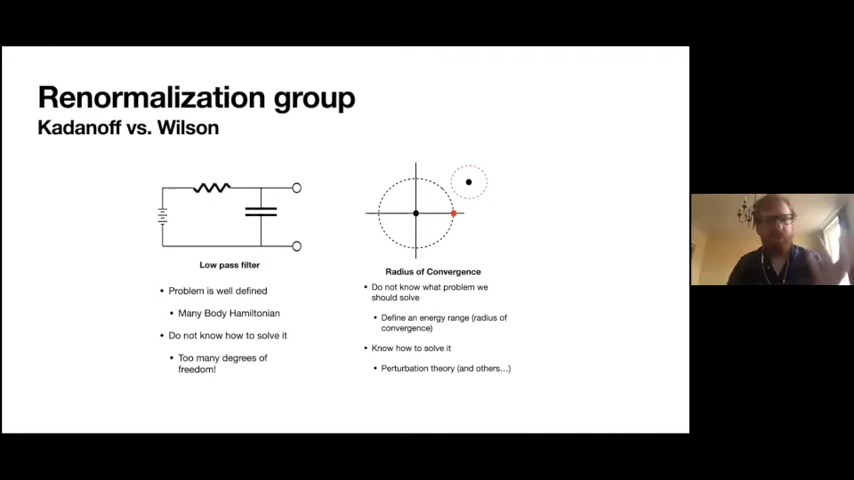 Renormalization group
Kadanoff vs. Wilson
Low pass filter
• Problem is well defined
• Many Body Hamiltonian
• Do not know how to solve it
• Too many degrees of
freedom!
Radius of Convergence
• Do not know what problem we
should solve
• Define an energy range (radius of
convergence)
• Know how to solve it
• Perturbation theory (and others…)